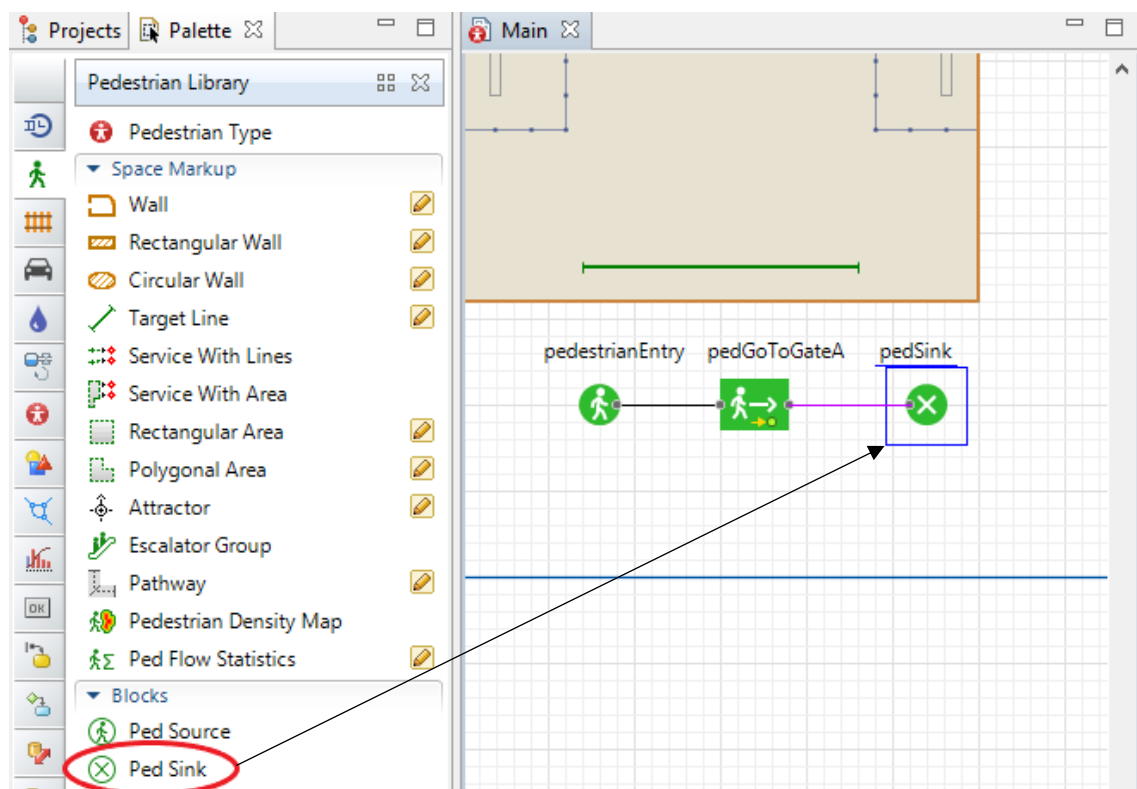 Projects
Palette
Main
Pedestrian Library
Pedestrian Type
Space Markup
Wall
Rectangular Wall
Circular Wall
Target Line
Service With Lines
Service With Area
Rectangular Area
Polygonal Area
Attractor
Escalator Group
Pathway
Pedestrian Density Map
Ped Flow Statistics
Blocks
Ped Source
Ped Sink
OK
pedestrianEntry
pedGoToGateA
pedSink